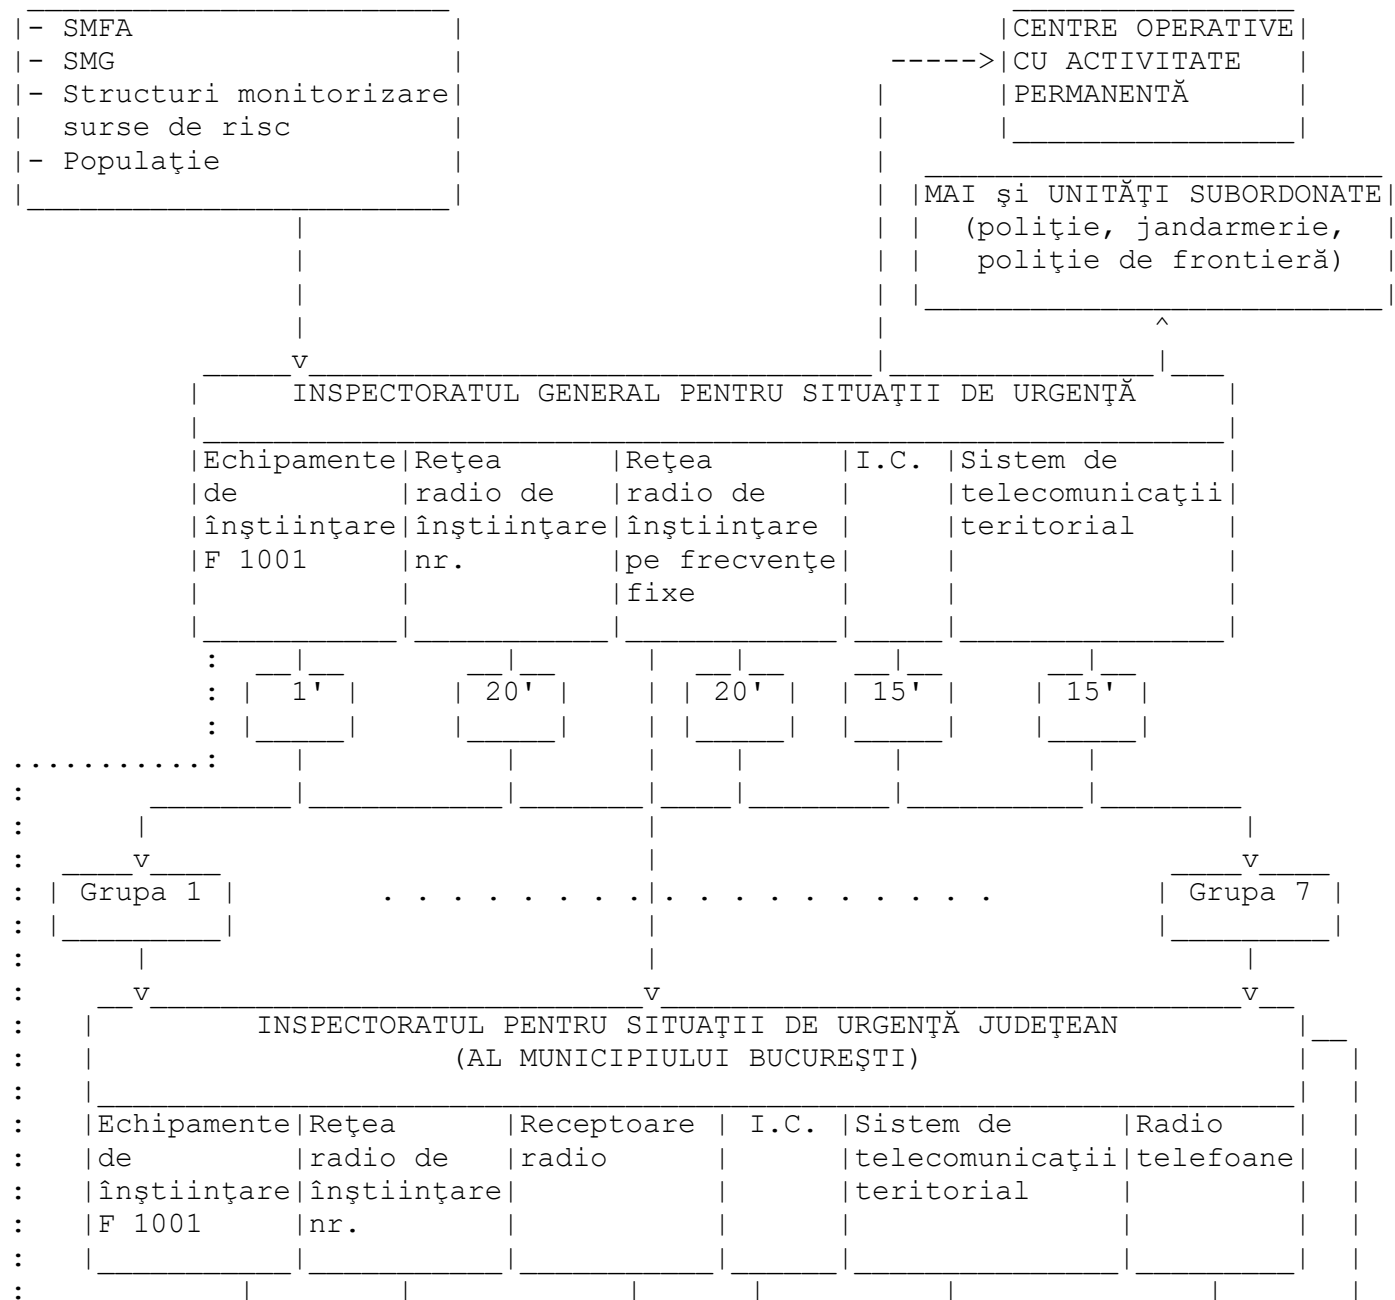 - SMFA
- SMG
- Structuri monitorizare
surse de risc
- Populaţie
CENTRE OPERATIVE
CU ACTIVITATE
PERMANENTĂ
MAI şi UNITĂŢI SUBORDONATE
(poliţie, jandarmerie,
poliţie de frontieră)
INSPECTORATUL GENERAL PENTRU SITUAŢII DE URGENŢĂ
Echipamente
de
înştiinţare
F 1001
Reţea
radio de
înştiinţare
nr.
Reţea
radio de
înştiinţare
pe frecvenţe
fixe
I.C.
Sistem de
telecomunicaţii
teritorial
1'
20'
20'
15'
15'
Grupa 1
Grupa 7
INSPECTORATUL PENTRU SITUAŢII DE URGENŢĂ JUDEŢEAN
(AL MUNICIPIULUI BUCUREŞTI)
Echipamente
de
înştiinţare
F 1001
Reţea
radio de
înştiinţare
nr.
Receptoare
radio
I.C.
Sistem de
telecomunicaţii
teritorial
Radio
telefoane